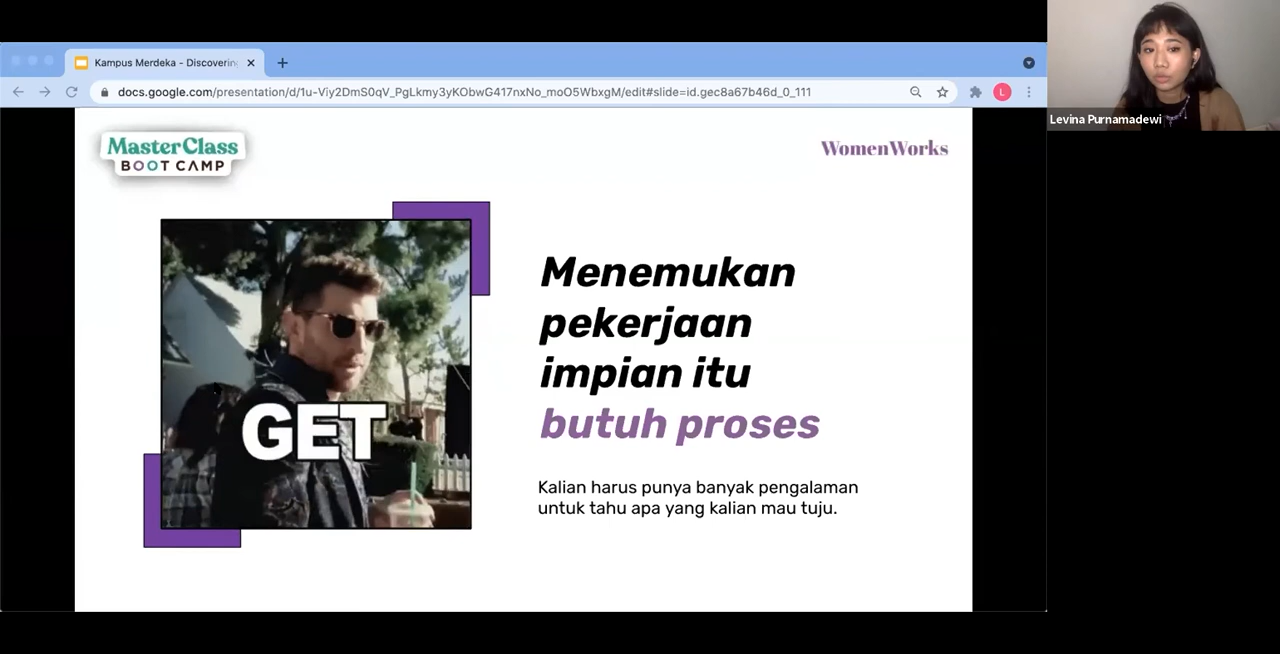 Kampus Merdeka - Discovering
docs.google.com/presentation/d/1u-Viy2DmS0qV_PgLkmy3yKObwG417nxNo_moO5WbxgM/edit#slide=id.gec8a67b46d_0_111
L
Levina Purnamadewi
MasterClass
BOOT CAMP
WomenWorks
GET
Menemukan
pekerjaan
impian itu
butuh proses
Kalian harus punya banyak pengalaman
untuk tahu apa yang kalian mau tuju.